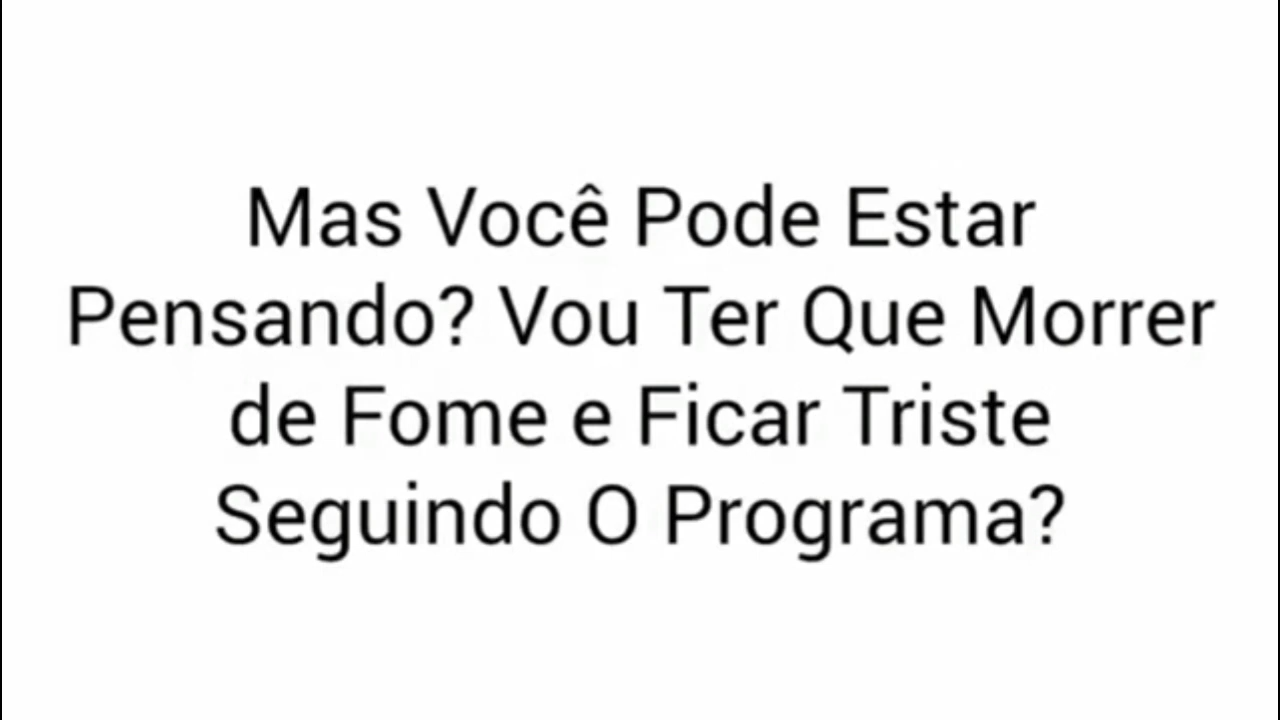 Mas Você Pode Estar
Pensando? Vou Ter Que Morrer
de Fome e Ficar Triste
Seguindo O Programa?